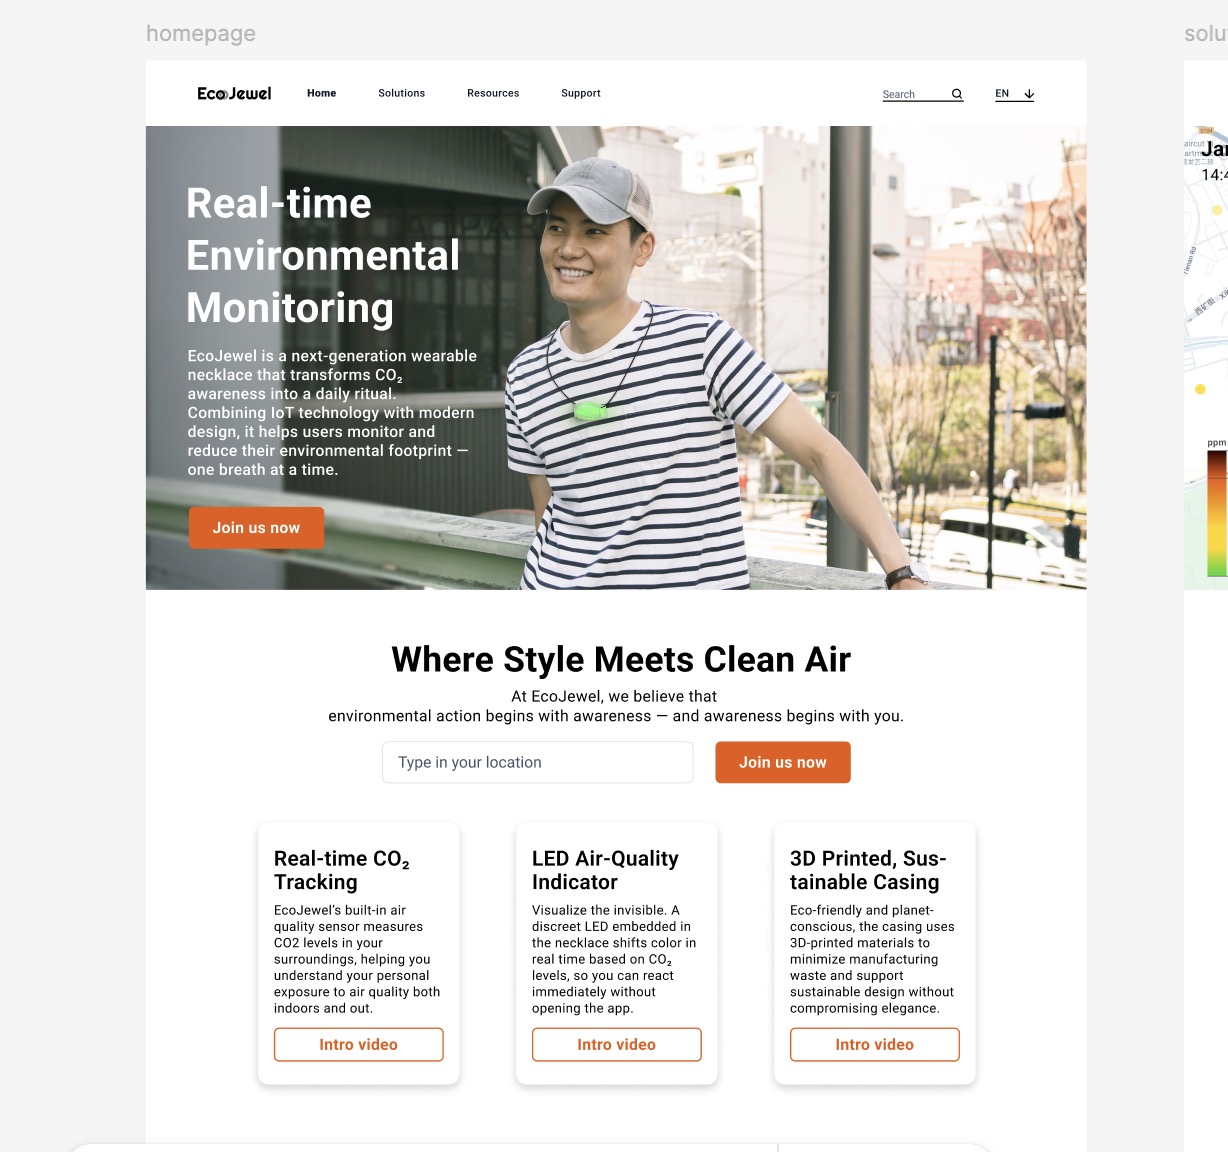 homepage
solu
EcoJewel
Home
Solutions
Resources
Support
Search
EN
Real-time
Environmental
Monitoring
EcoJewel is a next-generation wearable
necklace that transforms CO₂
awareness into a daily ritual.
Combining IoT technology with modern
design, it helps users monitor and
reduce their environmental footprint —
one breath at a time.
Join us now
Jan
14:4
Tienan Rd
ppm
Where Style Meets Clean Air
At EcoJewel, we believe that
environmental action begins with awareness — and awareness begins with you.
Type in your location
Join us now
Real-time CO₂
Tracking
EcoJewel's built-in air
quality sensor measures
CO2 levels in your
surroundings, helping you
understand your personal
exposure to air quality both
indoors and out.
Intro video
LED Air-Quality
Indicator
Visualize the invisible. A
discreet LED embedded in
the necklace shifts color in
real time based on CO₂
levels, so you can react
immediately without
opening the app.
Intro video
3D Printed, Sus-
tainable Casing
Eco-friendly and planet-
conscious, the casing uses
3D-printed materials to
minimize manufacturing
waste and support
sustainable design without
compromising elegance.
Intro video